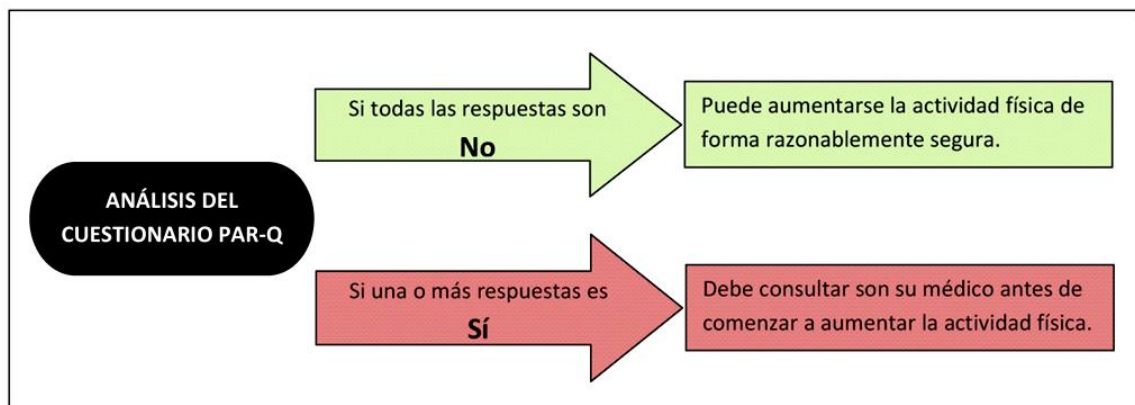 ANÁLISIS DEL
CUESTIONARIO PAR-Q
Si todas las respuestas son
No
Puede aumentarse la actividad física de
forma razonablemente segura.
Si una o más respuestas es
Sí
Debe consultar son su médico antes de
comenzar a aumentar la actividad física.